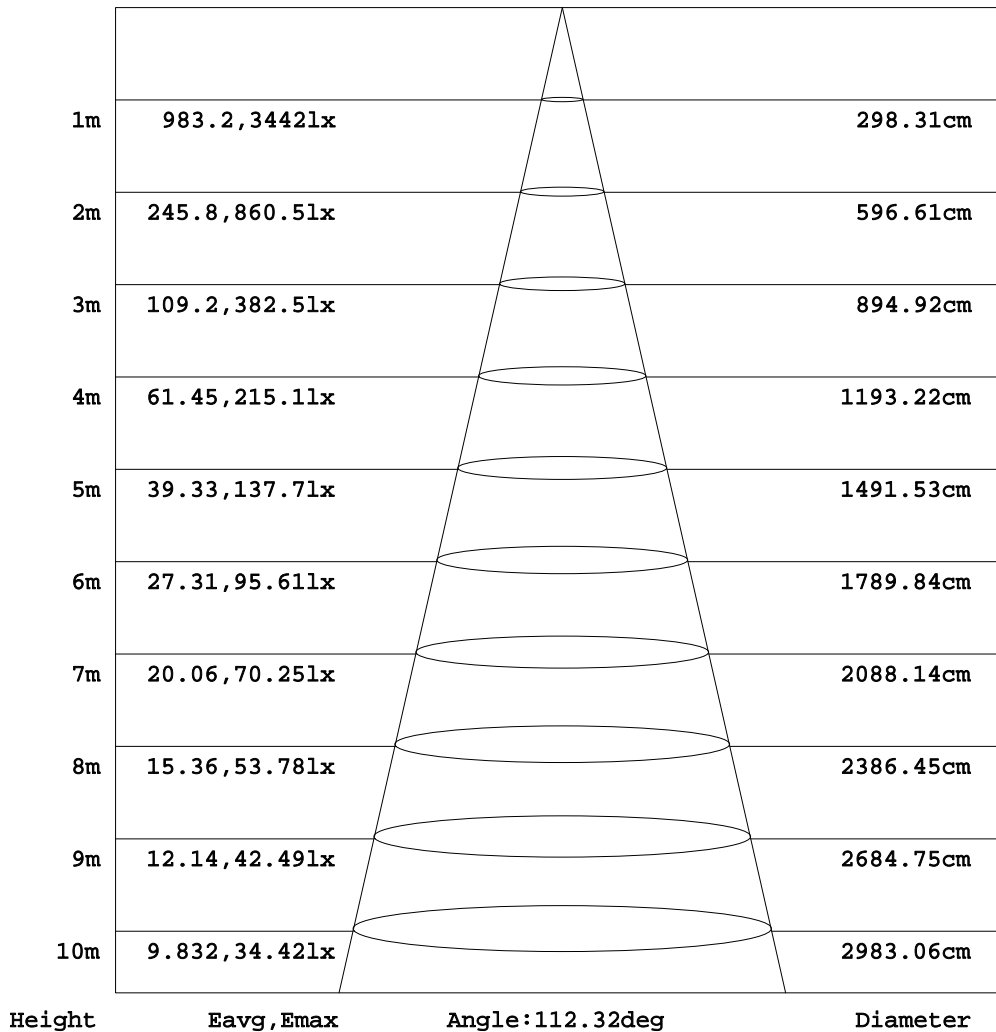 1m 983.2,3442lx 298.31cm
2m 245.8,860.5lx 596.61cm
3m 109.2,382.5lx 894.92cm
4m 61.45,215.1lx 1193.22cm
5m 39.33,137.7lx 1491.53cm
6m 27.31,95.61lx 1789.84cm
7m 20.06,70.25lx 2088.14cm
8m 15.36,53.78lx 2386.45cm
9m 12.14,42.49lx 2684.75cm
10m 9.832,34.42lx 2983.06cm
Height Eavg,Emax Angle:112.32deg Diameter